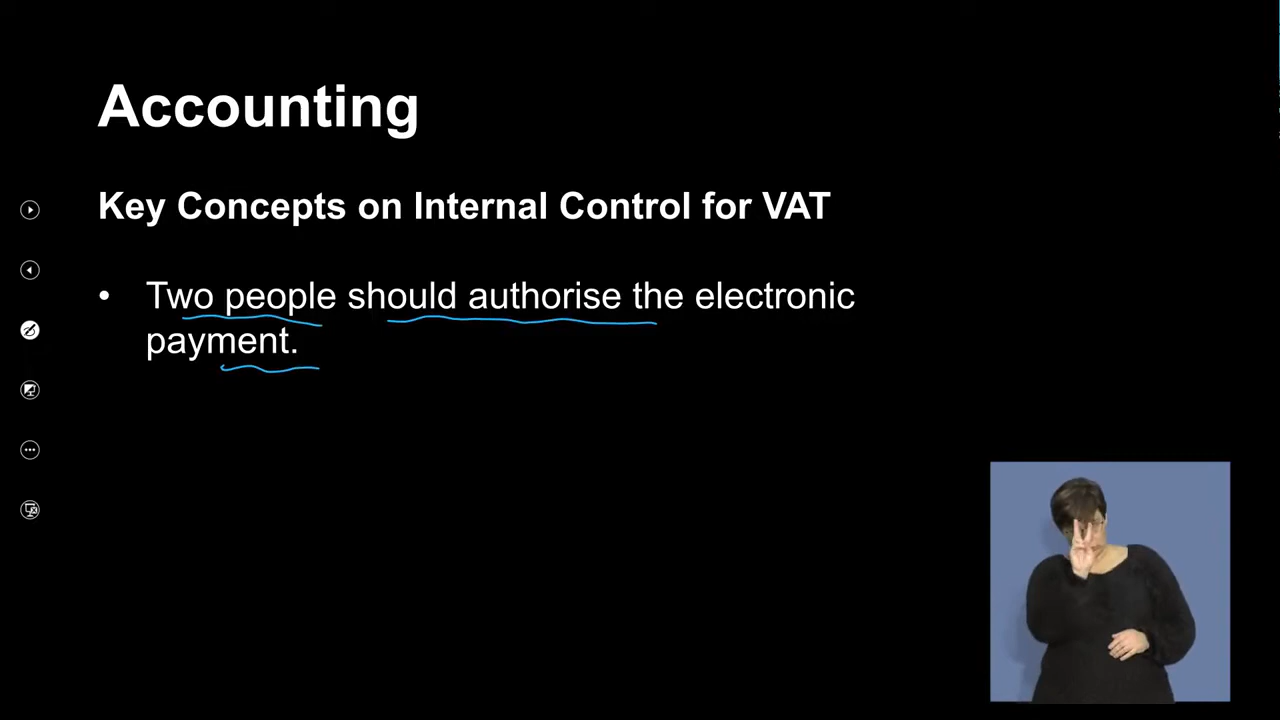 Accounting
Key Concepts on Internal Control for VAT
• Two people should authorise the electronic
payment.